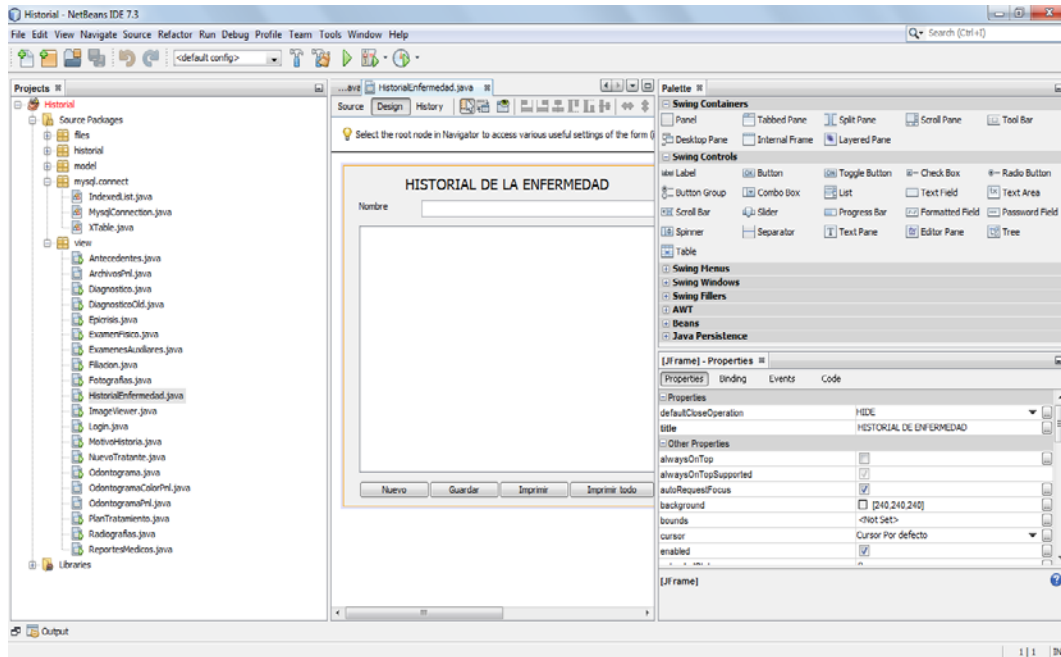 Historial - NetBeans IDE 7.3
File Edit View Navigate Source Refactor Run Debug Profile Team Tools Window Help
Search (Ctrl+I)
<default config>
Projects
Historial
Source Packages
files
historial
model
mysql.connect
IndexedList.java
MysqlConnection.java
XTable.java
view
Antecedentes.java
ArchivosPnl.java
Diagnostico.java
DiagnosticoOld.java
Epicrisis.java
ExamenFisico.java
ExamenesAuxiliares.java
Filiacion.java
Fotografias.java
HistorialEnfermedad.java
ImageViewer.java
Login.java
MotivoHistoria.java
NuevoTratante.java
Odontograma.java
OdontogramaColorPnl.java
OdontogramaPnl.java
PlanTratamiento.java
Radiografias.java
ReportesMedicos.java
Libraries
...ava HistorialEnfermedad.java
Source Design History
Select the root node in Navigator to access various useful settings of the form (i
HISTORIAL DE LA ENFERMEDAD
Nombre
Nuevo Guardar Imprimir Imprimir todo
Palette
Swing Containers
Panel Tabbed Pane Split Pane Scroll Pane Tool Bar
Desktop Pane Internal Frame Layered Pane
Swing Controls
Label Button Toggle Button Check Box Radio Button
Button Group Combo Box List Text Field Text Area
Scroll Bar Slider Progress Bar Formatted Field Password Field
Spinner Separator Text Pane Editor Pane Tree
Table
Swing Menus
Swing Windows
Swing Fillers
AWT
Beans
Java Persistence
[JFrame] - Properties
Properties Binding Events Code
Properties
defaultCloseOperation HIDE
title HISTORIAL DE ENFERMEDAD
Other Properties
alwaysOnTop
alwaysOnTopSupported
autoRequestFocus
background [240,240,240]
bounds <Not Set>
cursor Cursor Por defecto
enabled
[JFrame]
Output
1|1 IN